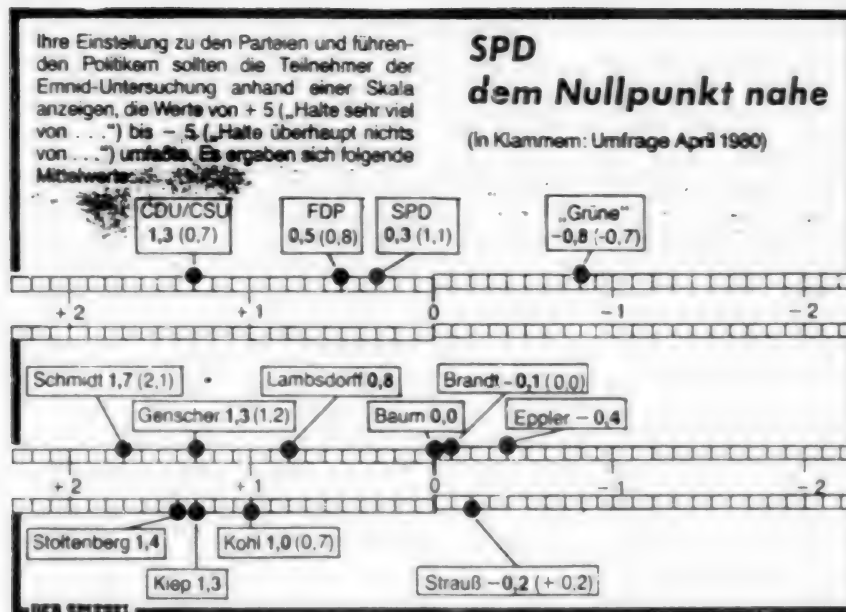 Ihre Einstellung zu den Parteien und führen-
den Politikern sollten die Teilnehmer der
Emnid-Untersuchung anhand einer Skala
anzeigen, die Werte von + 5 („Halte sehr viel
von . . .“) bis – 5 („Halte überhaupt nichts
von . . .“) umfaßte. Es ergaben sich folgende
Mittelwerte:
SPD
dem Nullpunkt nahe
(In Klammern: Umfrage April 1980)
CDU/CSU
1,3 (0,7)
FDP
0,5 (0,8)
SPD
0,3 (1,1)
„Grüne“
–0,8 (-0,7)
+ 2 + 1 0 – 1 – 2
Schmidt 1,7 (2,1)
Lambsdorff 0,8
Brandt – 0,1 (0,0)
Genscher 1,3 (1,2)
Baum 0,0
Eppler – 0,4
+ 2 + 1 0 – 1 – 2
Stoltenberg 1,4
Kohl 1,0 (0,7)
Kiep 1,3
Strauß –0,2 (+ 0,2)
DER SPIEGEL